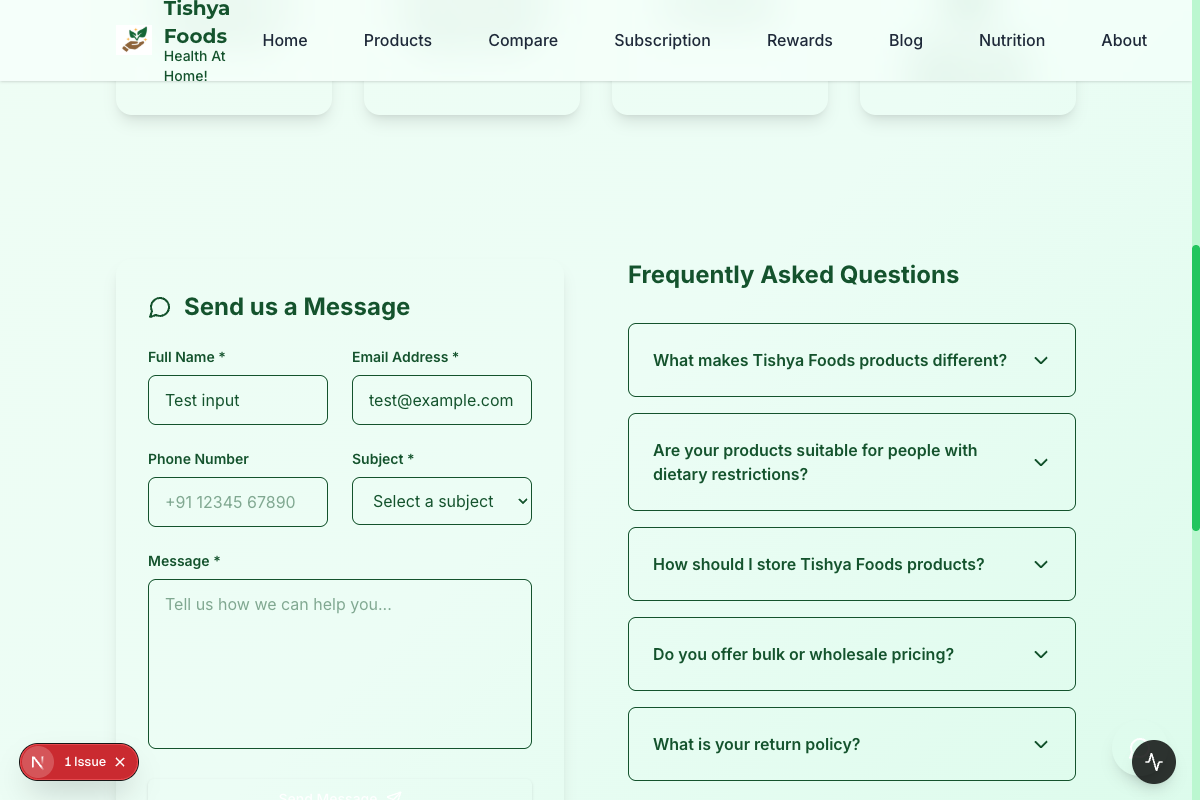 Tishya
Foods
Health At
Home!
Home
Products
Compare
Subscription
Rewards
Blog
Nutrition
About
Send us a Message
Full Name *
Email Address *
Test input
test@example.com
Phone Number
Subject *
+91 12345 67890
Select a subject
Message *
Tell us how we can help you...
Send Message
Frequently Asked Questions
What makes Tishya Foods products different?
Are your products suitable for people with
dietary restrictions?
How should I store Tishya Foods products?
Do you offer bulk or wholesale pricing?
What is your return policy?
N
1 Issue